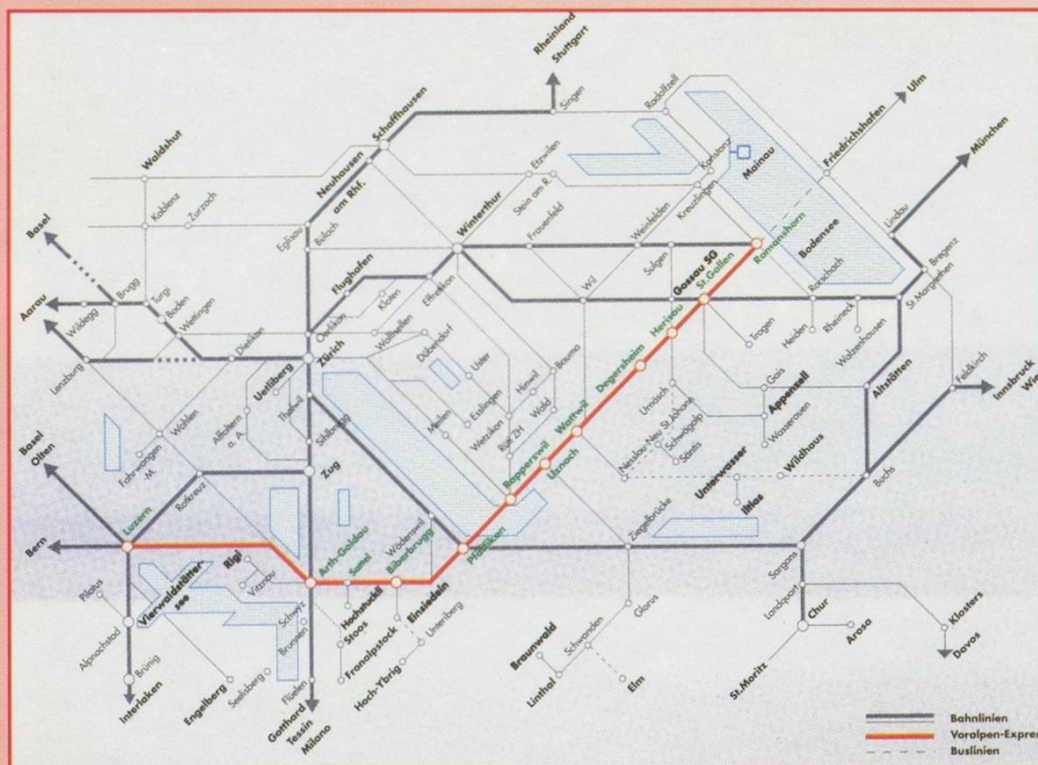 Rheinland
Stuttgart
Singen
Radolfzell
Ulm
Friedrichshafen
München
Schaffhausen
Neuhausen
am Rhf.
Waldshut
Koblenz
Zurzach
Etzwilen
Stein am R.
Konstanz
Kreuzlingen
Mainau
Bodensee
Lindau
Bregenz
Basel
Eglisau
Bülach
Winterthur
Frauenfeld
Weinfelden
Sulgen
Romanshorn
Gossau SG
St.Gallen
Rorschach
St.Margrethen
Aarau
Wildegg
Brugg
Turgi
Baden
Wettingen
Flughafen
Kloten
Effretikon
Wil
Herisau
Trogen
Heiden
Rheineck
Walzenhausen
Lenzburg
Dietikon
Oerlikon
Zürich
Wallisellen
Dübendorf
Uster
Bauma
Hinwil
Wald
Degersheim
Gais
Appenzell
Wasserauen
Altstätten
Feldkirch
Innsbruck
Wie
Uetliberg
Thalwil
Affoltern
a. A.
Sihlbrugg
Meilen
Esslingen
Wetzikon
Rüti ZH
Wattwil
Urnäsch
Neu St.Johann
Nesslau
Schwägalp
Säntis
Wohlen
Fahrwangen
-M.
Basel
Olten
Rotkreuz
Zug
Rapperswil
Uznach
Unterwasser
Wildhaus
Iltios
Buchs
Luzern
Bern
Rigi
Vitznau
Arth-Goldau
Sattel
Biberbrugg
Wädenswil
Pfäffikon
Ziegelbrücke
Sargans
Pilatus
Alpnachstad
Vierwaldstätter-
see
Schwyz
Brunnen
Hochstuckli
Stoos
Fronalpstock
Einsiedeln
Unteriberg
Hoch-Ybrig
Glarus
Schwanden
Braunwald
Linthal
Elm
Landquart
Chur
Arosa
Klosters
Davos
St.Moritz
Brünig
Interlaken
Engelberg
Seelisberg
Flüelen
Gotthard
Tessin
Milano
Bahnlinien
Voralpen-Expre
Buslinien